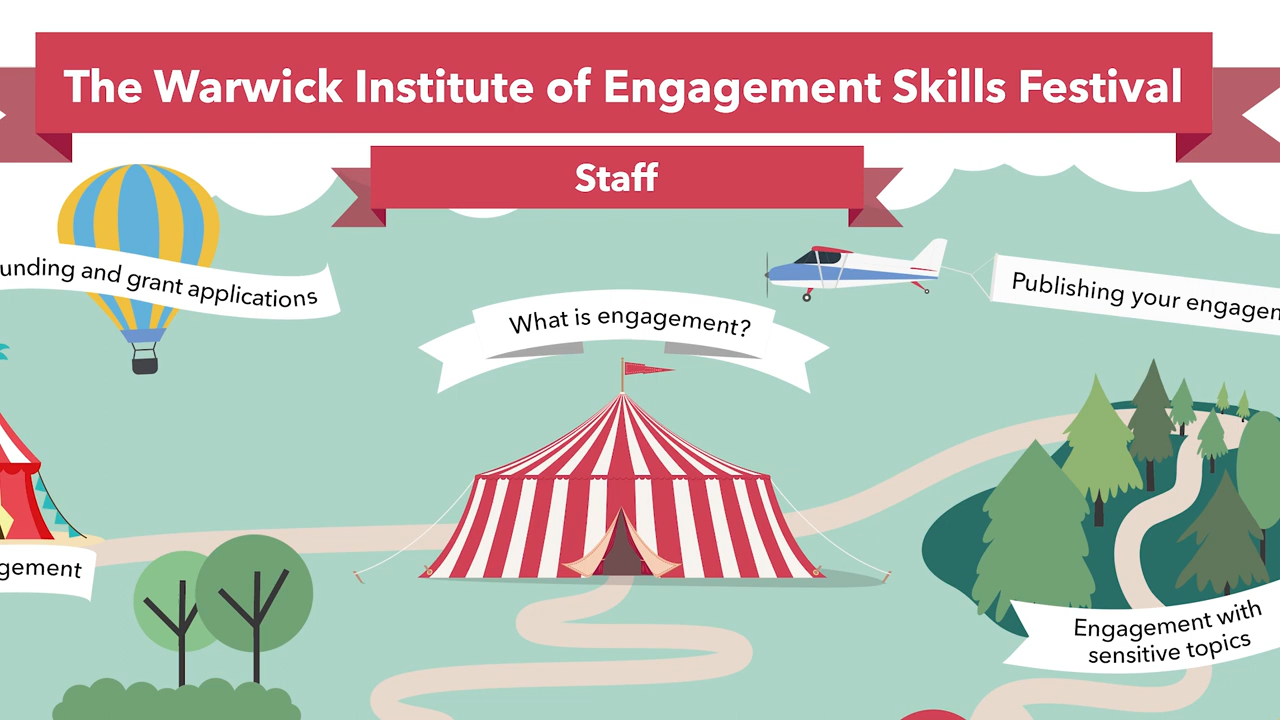 The Warwick Institute of Engagement Skills Festival
Staff
unding and grant applications
What is engagement?
Publishing your engagen
gement
Engagement with
sensitive topics